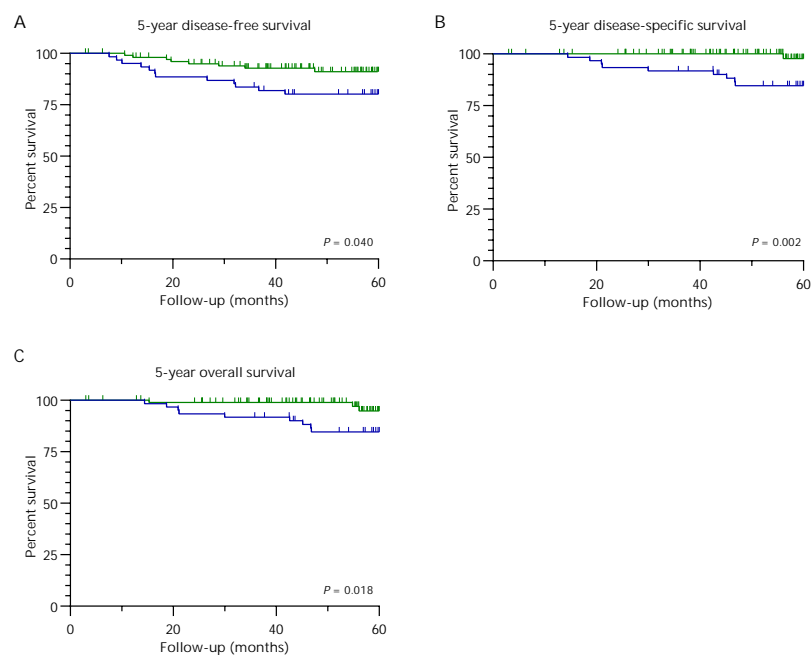 A
5-year disease-free survival
100
75
50
25
0
Percent survival
P = 0.040
0 20 40 60
Follow-up (months)
B
5-year disease-specific survival
100
75
50
25
0
Percent survival
P = 0.002
0 20 40 60
Follow-up (months)
C
5-year overall survival
100
75
50
25
0
Percent survival
P = 0.018
0 20 40 60
Follow-up (months)